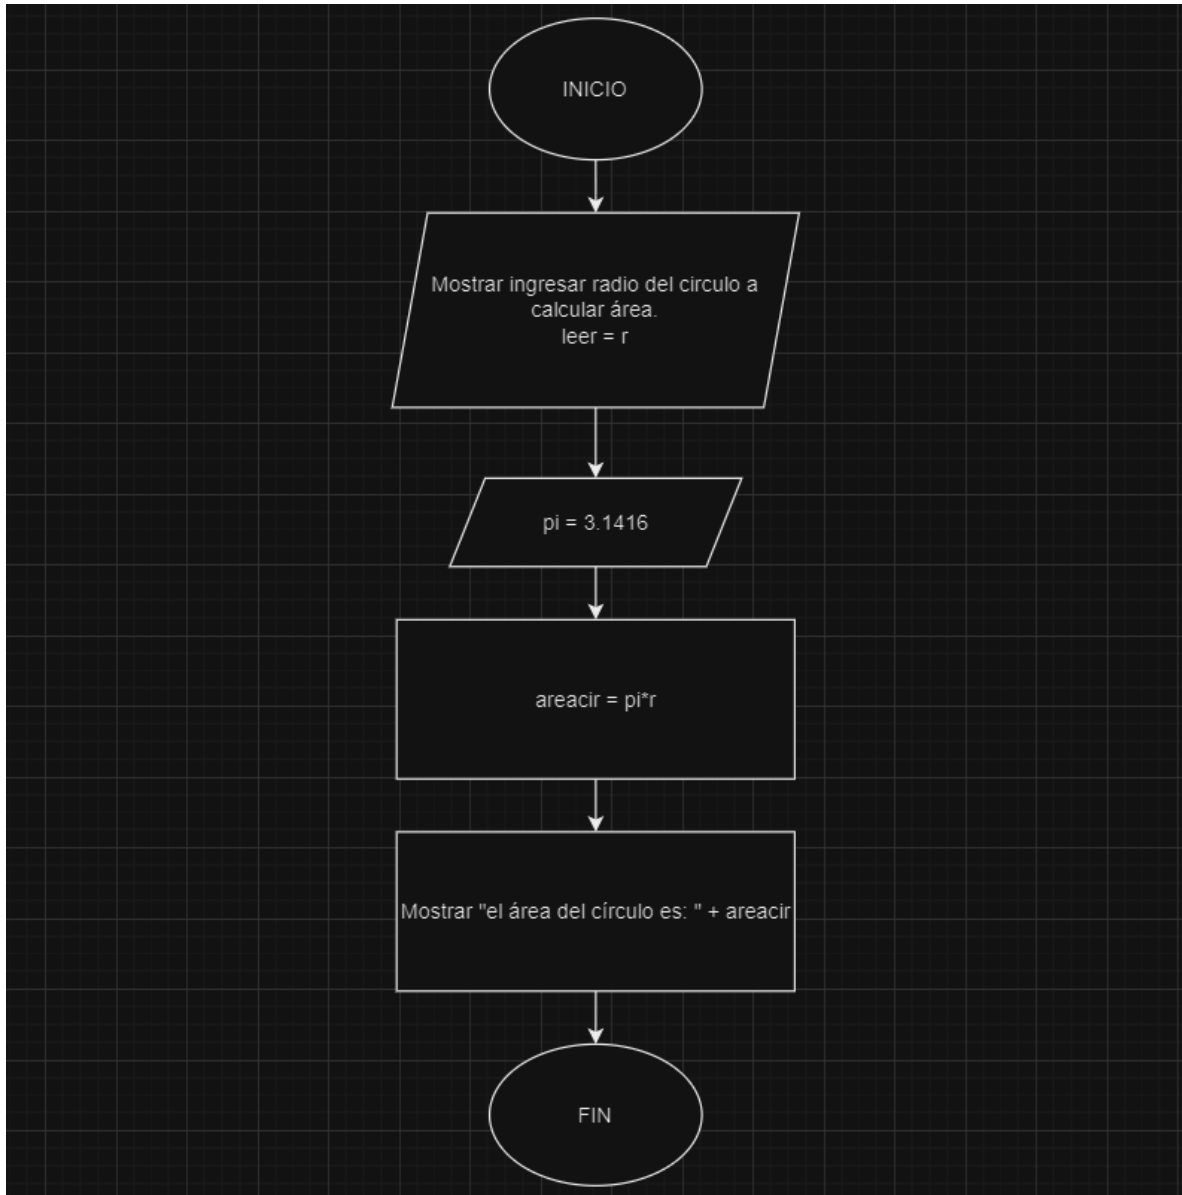 INICIO
Mostrar ingresar radio del circulo a
calcular área.
leer = r
pi = 3.1416
areacir = pi*r
Mostrar "el área del círculo es: " + areacir
FIN